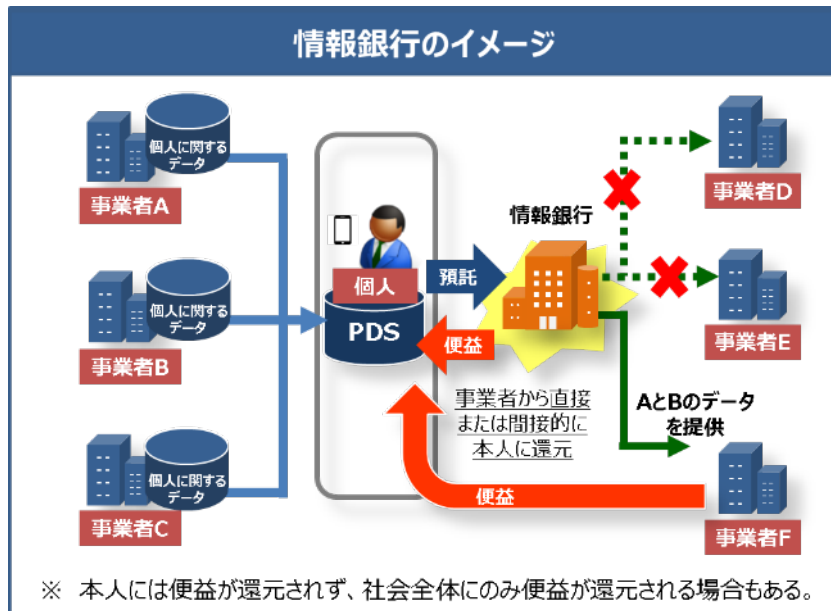 情報銀行のイメージ
個人に関する
データ
事業者A
個人に関する
データ
事業者B
個人に関する
データ
事業者C
個人
PDS
預託
便益
情報銀行
事業者から直接
または間接的に
本人に還元
AとBのデータ
を提供
便益
事業者D
事業者E
事業者F
※ 本人には便益が還元されず、社会全体にのみ便益が還元される場合もある。